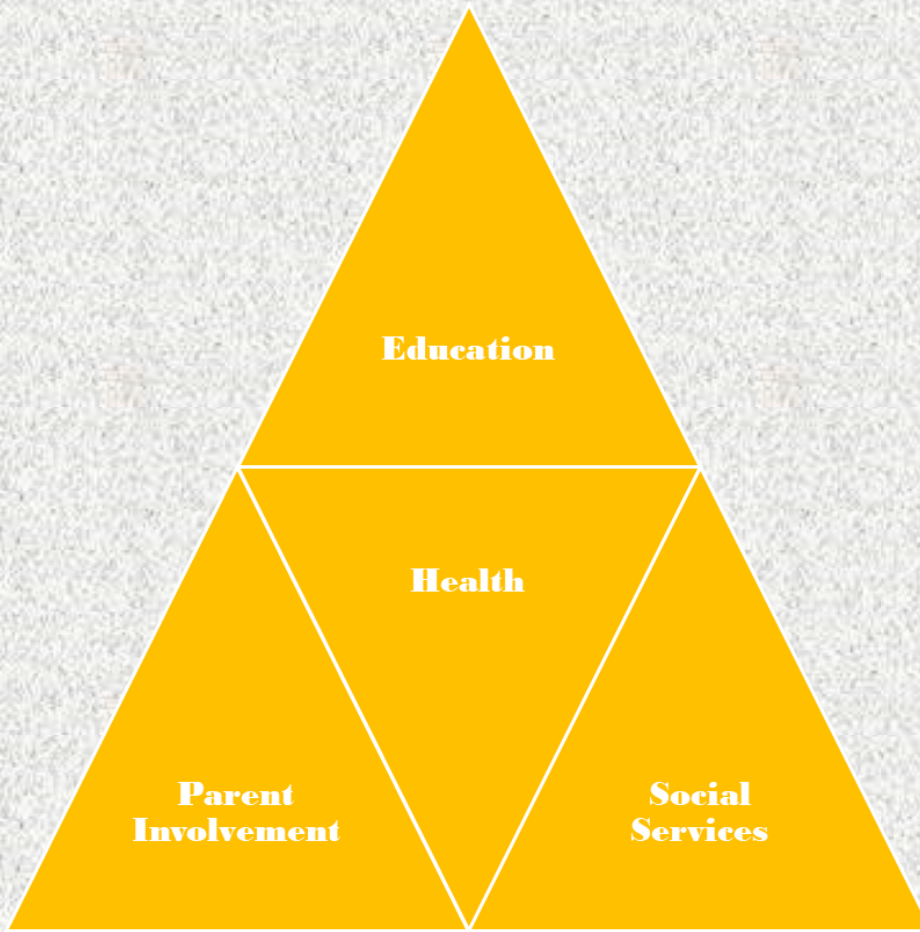 Education
Health
Parent
Involvement
Social
Services